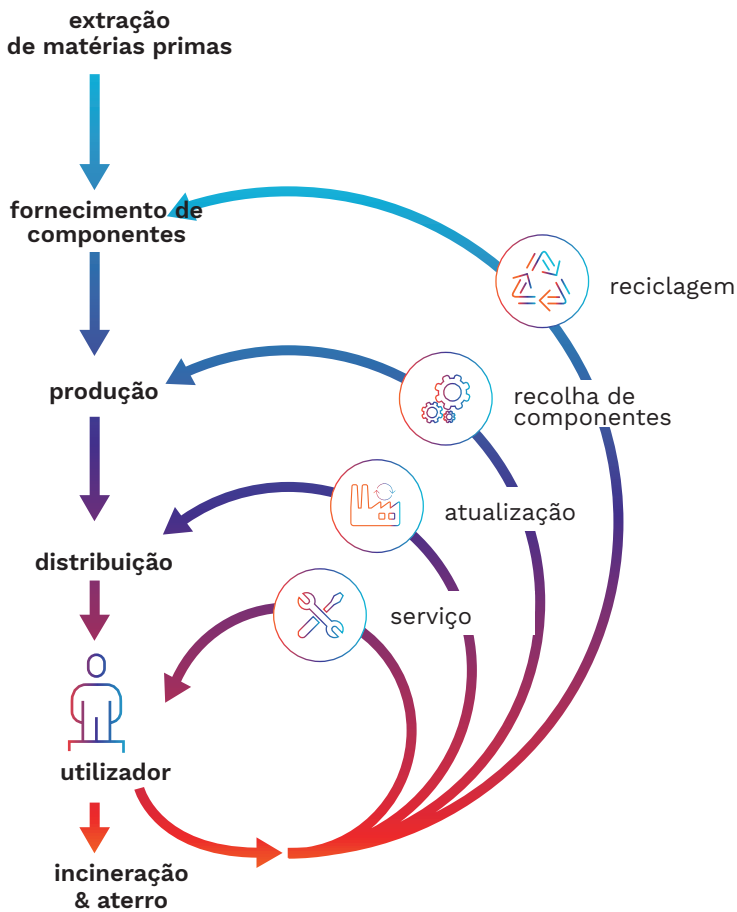 extração
de matérias primas
fornecimento de
componentes
reciclagem
produção
recolha de
componentes
atualização
distribuição
serviço
utilizador
incineração
& aterro